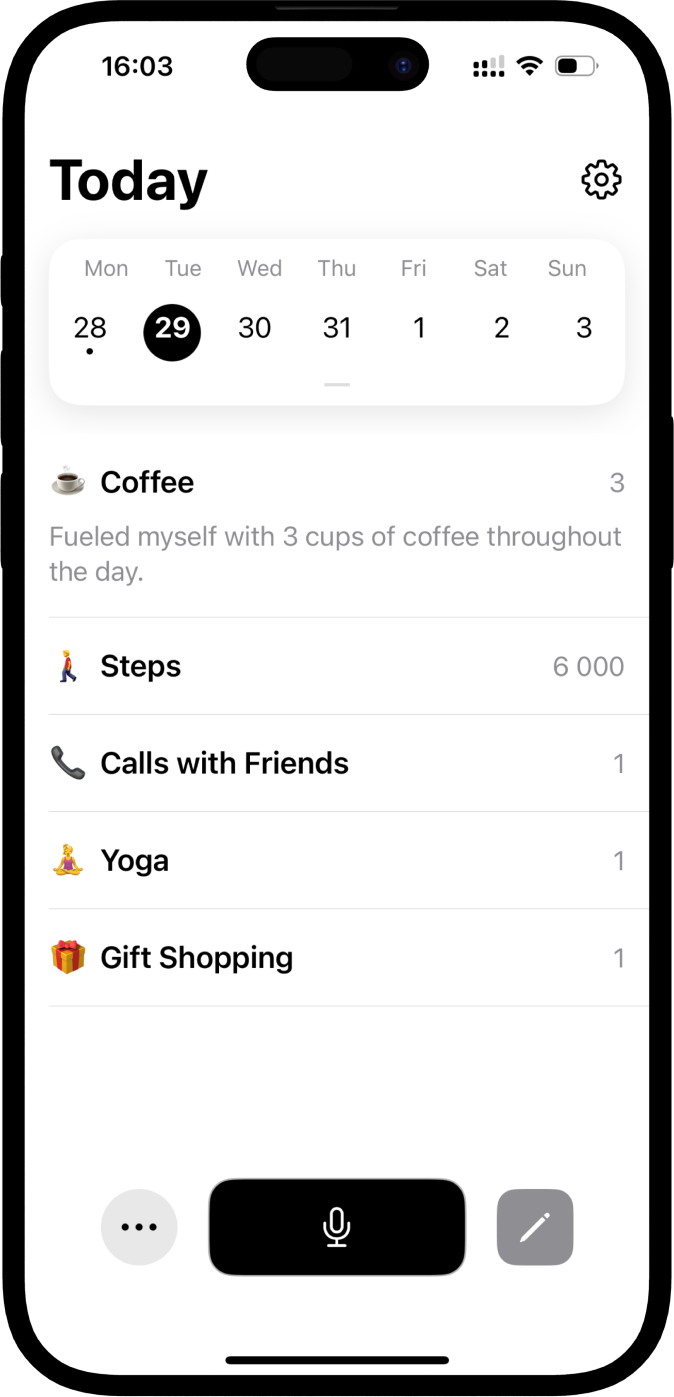 16:03
Today
Mon Tue Wed Thu Fri Sat Sun
28 29 30 31 1 2 3
Coffee 3
Fueled myself with 3 cups of coffee throughout
the day.
Steps 6 000
Calls with Friends 1
Yoga 1
Gift Shopping 1